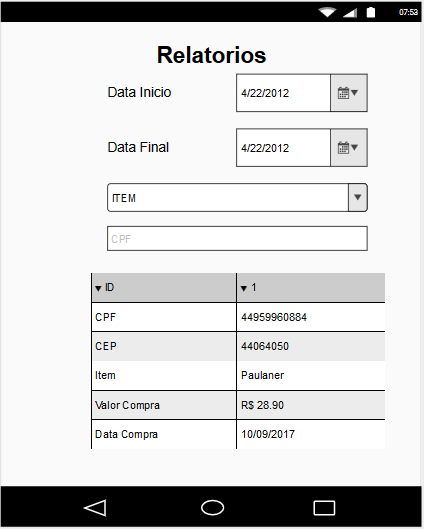 07:53
Relatorios
Data Inicio 4/22/2012
Data Final 4/22/2012
ITEM
CPF
ID 1
CPF 44959960884
CEP 44064050
Item Paulaner
Valor Compra R$ 28.90
Data Compra 10/09/2017